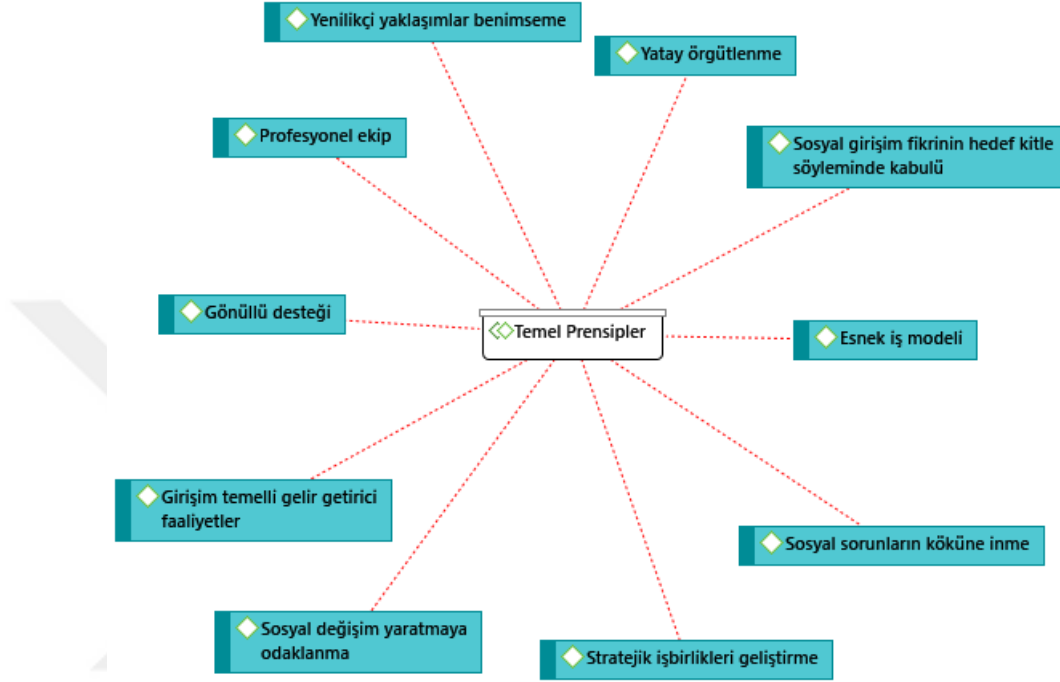 Yenilikçi yaklaşımlar benimseme
Yatay örgütlenme
Profesyonel ekip
Sosyal girişim fikrinin hedef kitle
söyleminde kabulü
Gönüllü desteği
Temel Prensipler
Esnek iş modeli
Girişim temelli gelir getirici
faaliyetler
Sosyal sorunların köküne inme
Sosyal değişim yaratmaya
odaklanma
Stratejik işbirlikleri geliştirme